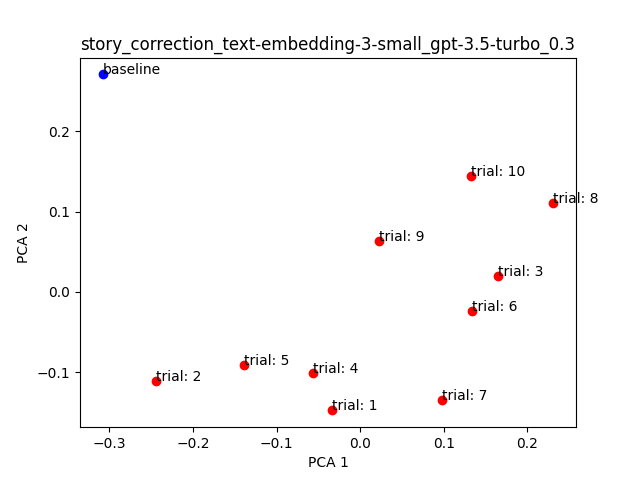 story_correction_text-embedding-3-small_gpt-3.5-turbo_0.3
baseline
trial: 10
trial: 8
trial: 9
trial: 3
trial: 6
trial: 5
trial: 4
trial: 2
trial: 7
trial: 1
PCA 2
0.2
0.1
0.0
−0.1
−0.3
−0.2
−0.1
0.0
0.1
0.2
PCA 1